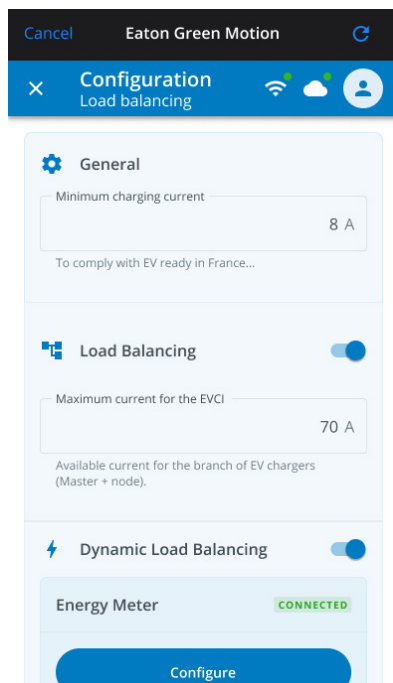 Cancel Eaton Green Motion
Configuration
Load balancing
General
Minimum charging current
8 A
To comply with EV ready in France...
Load Balancing
Maximum current for the EVCI
70 A
Available current for the branch of EV chargers
(Master + node).
Dynamic Load Balancing
Energy Meter CONNECTED
Configure